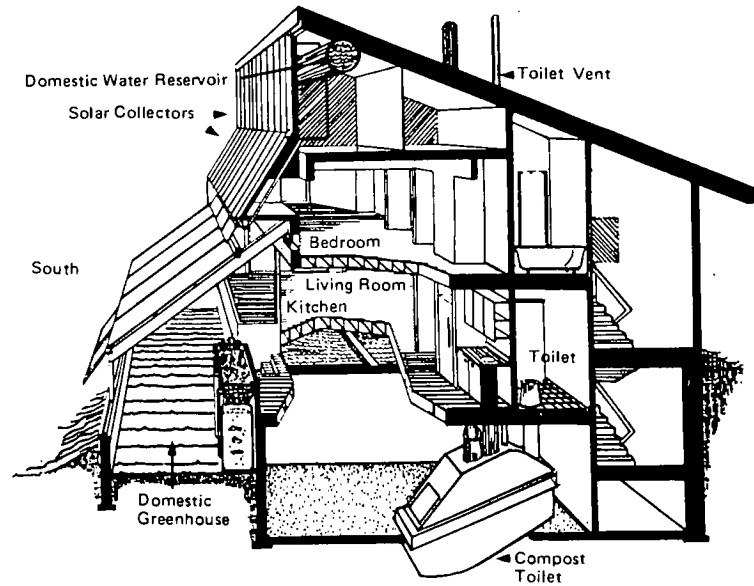 Domestic Water Reservoir
Toilet Vent
Solar Collectors
Bedroom
South
Living Room
Kitchen
Toilet
Domestic
Greenhouse
Compost
Toilet